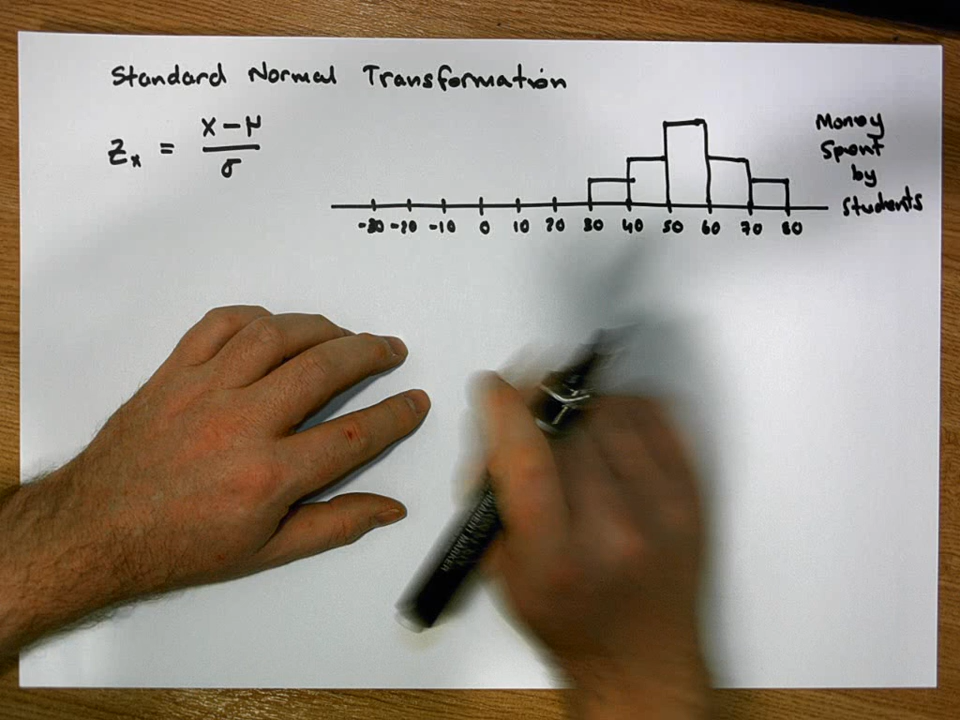 Standard Normal Transformation
Zx = x - μ
σ
Money
Spent
by
Students
-30 -20 -10 0 10 20 30 40 50 60 70 80
MARKER